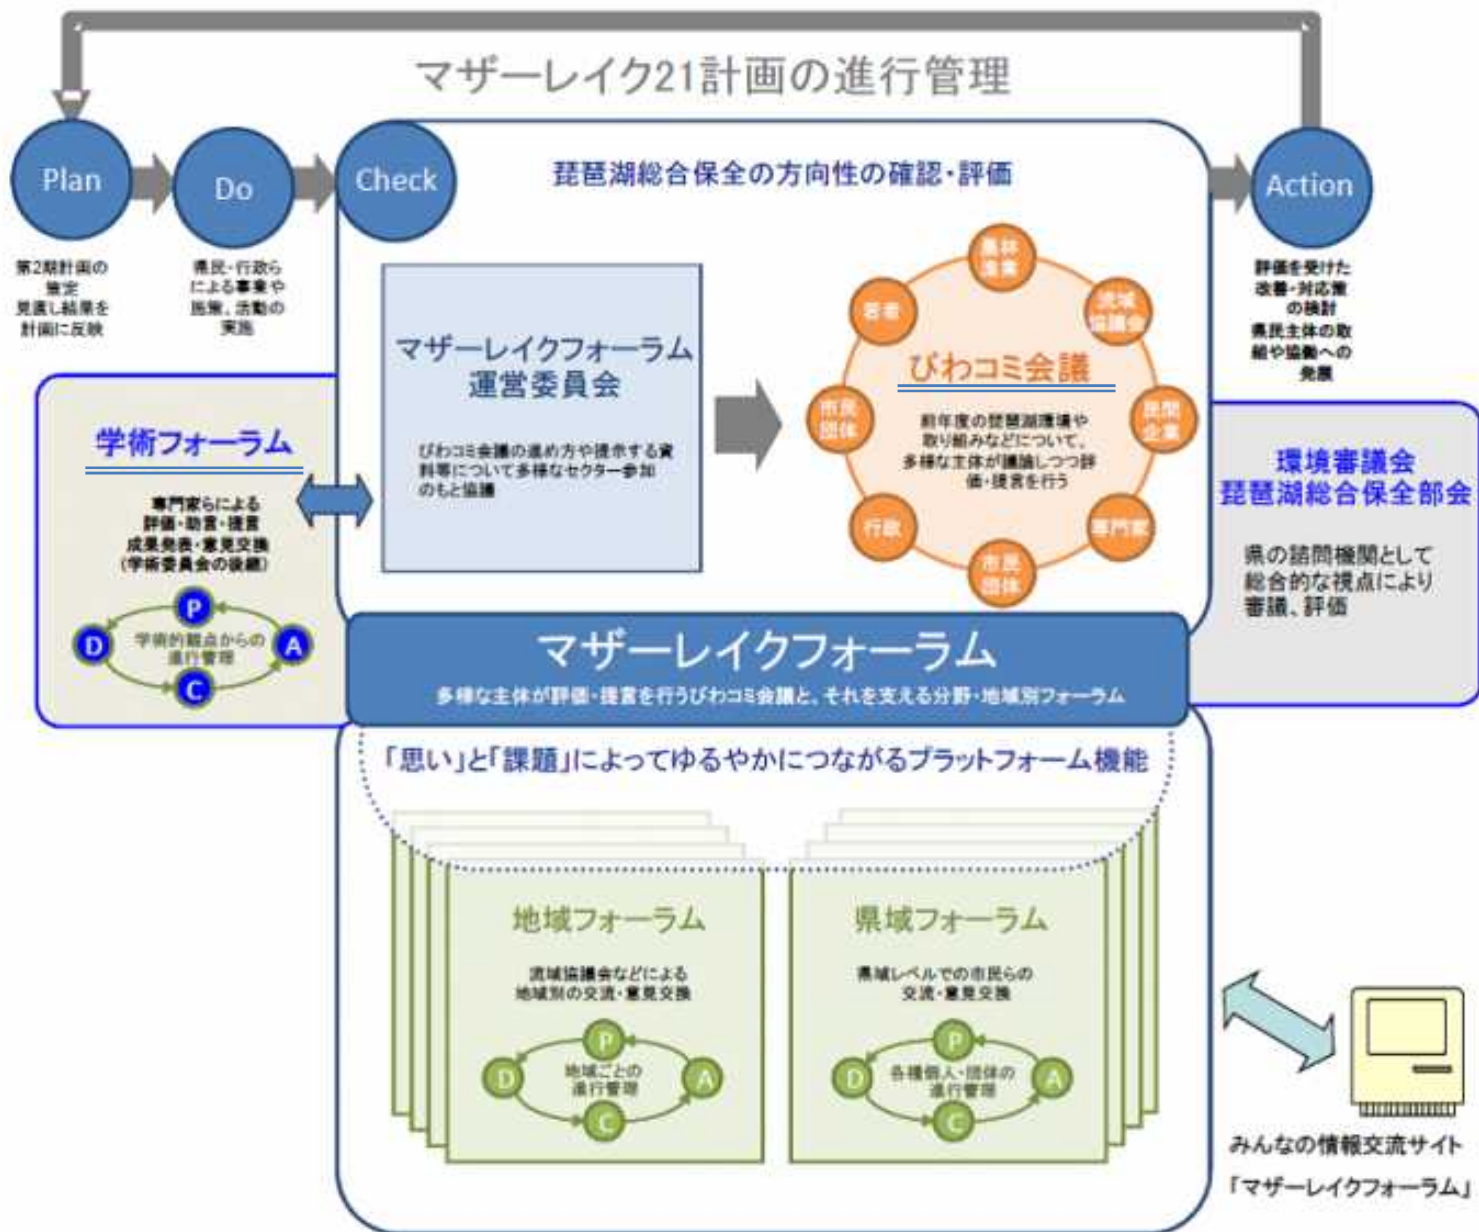 マザーレイク21計画の進行管理
Plan
Do
Check
Action
第2期計画の
策定
見直し結果を
計画に反映
県民・行政ら
による事業や
施策、活動の
実施
琵琶湖総合保全の方向性の確認・評価
評価を受けた
改善・対応策
の検討
県民主体の取
組や協働への
発展
マザーレイクフォーラム
運営委員会
びわコミ会議の進め方や提示する資
料等について多様なセクター参加
のもと協議
農林
漁業
流域
協議会
民間
企業
専門家
市民
団体
行政
市民
団体
若者
びわコミ会議
前年度の琵琶湖環境や
取り組みなどについて、
多様な主体が議論しつつ評
価・提言を行う
学術フォーラム
専門家らによる
評価・助言・提言
成果発表・意見交換
(学術委員会の後継)
P
D
学術的観点からの
進行管理
A
C
環境審議会
琵琶湖総合保全部会
県の諮問機関として
総合的な視点により
審議、評価
マザーレイクフォーラム
多様な主体が評価・提言を行うびわコミ会議と、それを支える分野・地域別フォーラム
「思い」と「課題」によってゆるやかにつながるプラットフォーム機能
地域フォーラム
流域協議会などによる
地域別の交流・意見交換
P
D
地域ごとの
進行管理
A
C
県域フォーラム
県域レベルでの市民らの
交流・意見交換
P
D
各種個人・団体の
進行管理
A
C
みんなの情報交流サイト
「マザーレイクフォーラム」